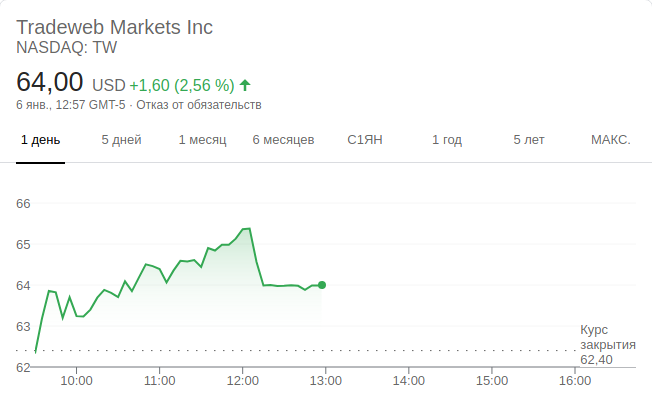 Tradeweb Markets Inc
NASDAQ: TW
64,00 USD +1,60 (2,56 %)
6 янв., 12:57 GMT-5 · Отказ от обязательств
1 день 5 дней 1 месяц 6 месяцев С1ЯН 1 год 5 лет МАКС.
66
65
64
63
62
Курс
закрытия
62,40
10:00 11:00 12:00 13:00 14:00 15:00 16:00